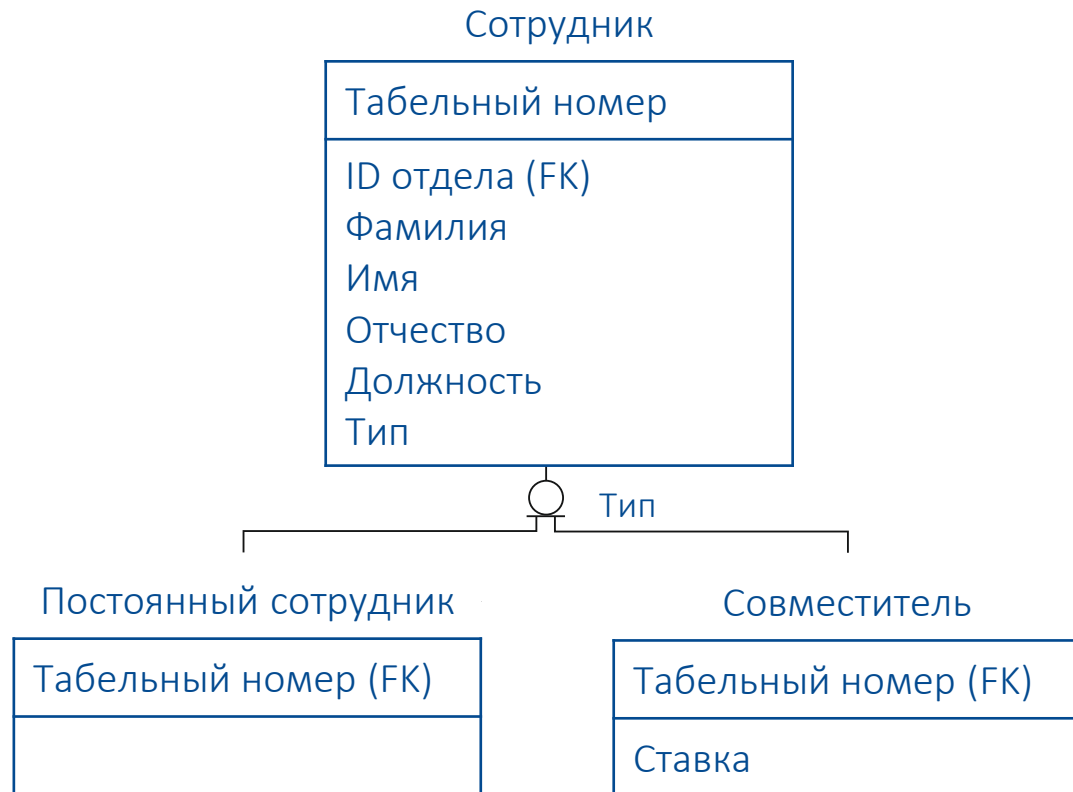 Сотрудник
Табельный номер
ID отдела (FK)
Фамилия
Имя
Отчество
Должность
Тип
Тип
Постоянный сотрудник
Совместитель
Табельный номер (FK)
Табельный номер (FK)
Ставка